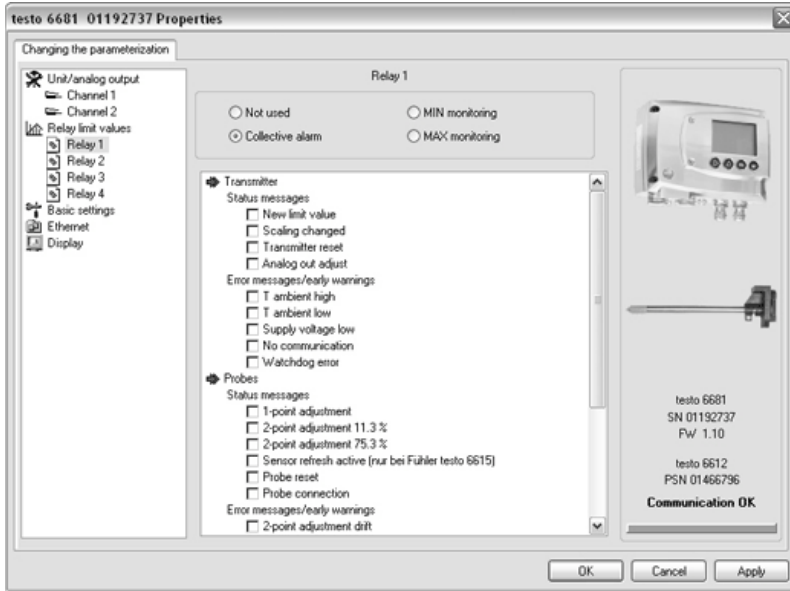 testo 6681 01192737 Properties
Changing the parameterization
Unit/analog output
Channel 1
Channel 2
Relay limit values
Relay 1
Relay 2
Relay 3
Relay 4
Basic settings
Ethernet
Display
Relay 1
Not used
MIN monitoring
Collective alarm
MAX monitoring
Transmitter
Status messages
New limit value
Scaling changed
Transmitter reset
Analog out adjust
Error messages/early warnings
T ambient high
T ambient low
Supply voltage low
No communication
Watchdog error
Probes
Status messages
1-point adjustment
2-point adjustment 11.3 %
2-point adjustment 75.3 %
Sensor refresh active (nur bei Fühler testo 6615)
Probe reset
Probe connection
Error messages/early warnings
2-point adjustment drift
testo 6681
SN 01192737
FW 1.10
testo 6612
PSN 01466796
Communication OK
OK
Cancel
Apply